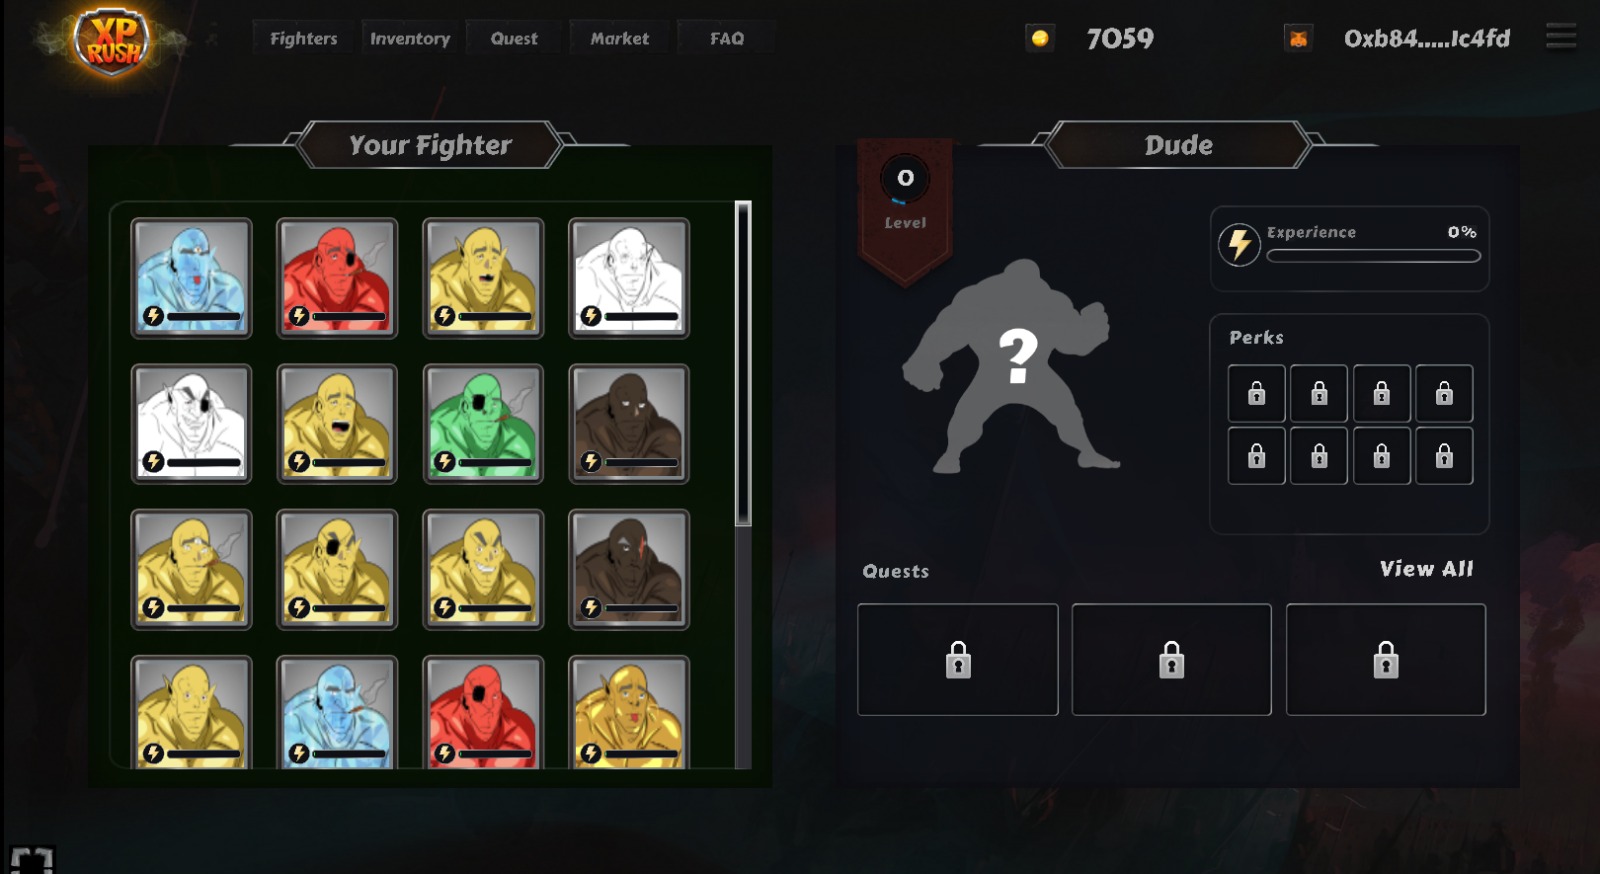 XP
RUSH
Fighters
Inventory
Quest
Market
FAQ
7059
0xb84.....1c4fd
Your Fighter
Dude
0
Level
Experience
0%
?
Perks
Quests
View All